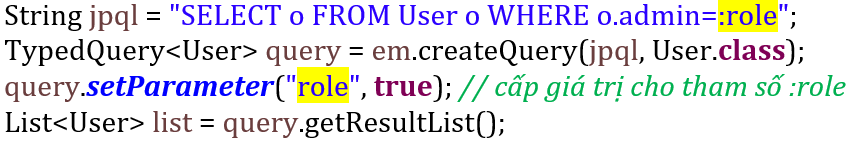 String jpql = "SELECT o FROM User o WHERE o.admin=:role";
TypedQuery<User> query = em.createQuery(jpql, User.class);
query.setParameter("role", true); // cấp giá trị cho tham số :role
List<User> list = query.getResultList();